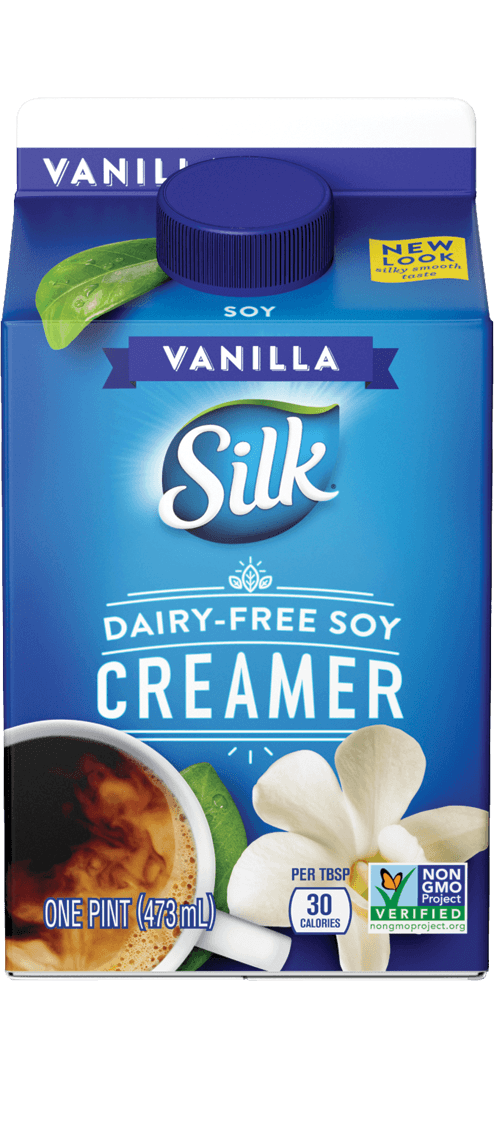 NEW
LOOK
silky smooth
taste
SOY
VANILLA
Silk
DAIRY-FREE SOY
CREAMER
PER TBSP
30
CALORIES
ONE PINT (473 mL)
NON
GMO
Project
VERIFIED
nongmoproject.org